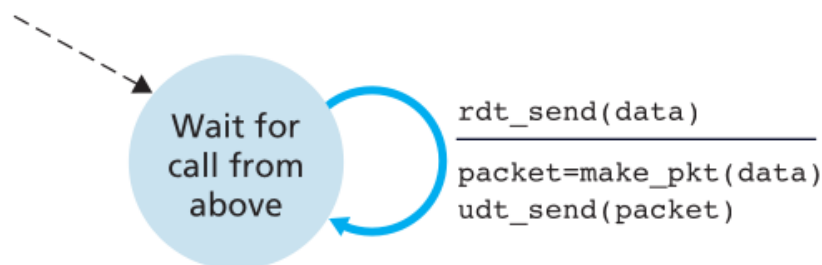 Wait for
call from
above
rdt_send(data)
packet=make_pkt(data)
udt_send(packet)